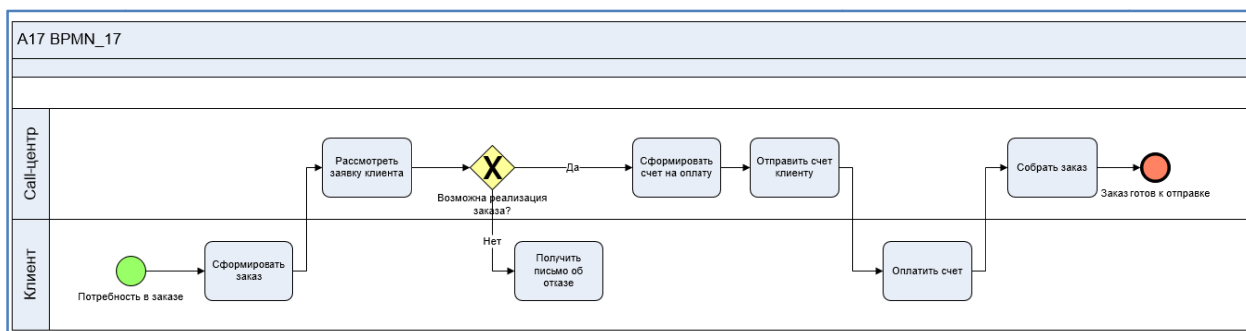 A17 BPMN_17
Call-центр
Рассмотреть
заявку клиента
Возможна реализация
заказа?
Да
Нет
Сформировать
счет на оплату
Отправить счет
клиенту
Собрать заказ
Заказ готов к отправке
Клиент
Потребность в заказе
Сформировать
заказ
Получить
письмо об
отказе
Оплатить счет